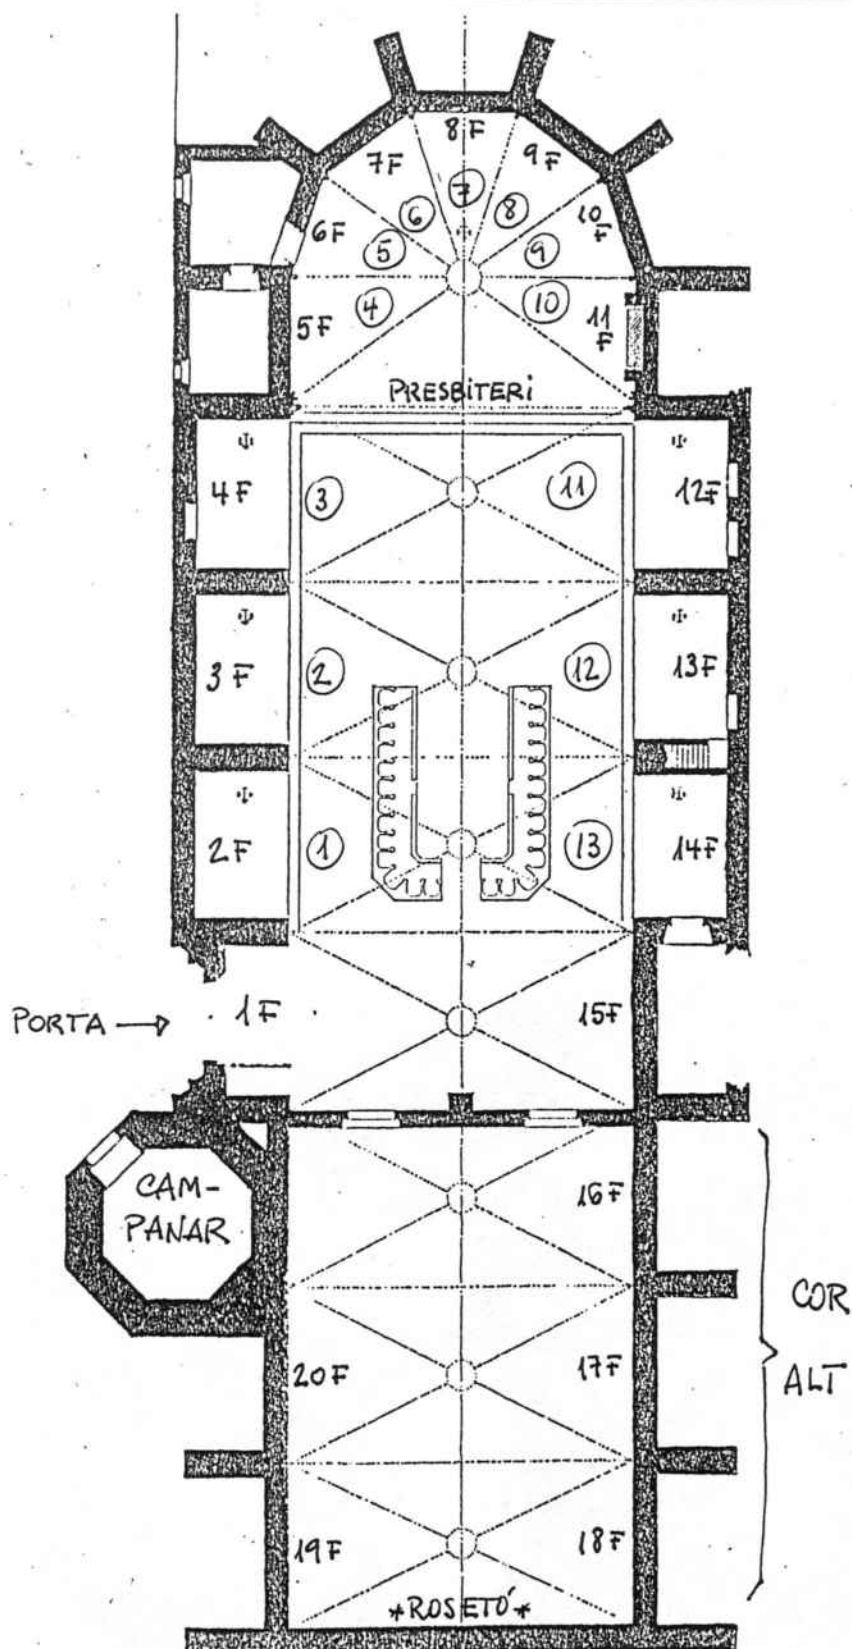 8F
7F
9F
7
6
8
6F
10
F
5
9
4
10
5F
11
F
PRESBITERI
4F
3
11
12F
3F
2
12
13F
2F
1
13
14F
PORTA → 1F
15F
CAM-
PANAR
16F
COR
ALT
20F
17F
19F
18F
*ROSETÓ*